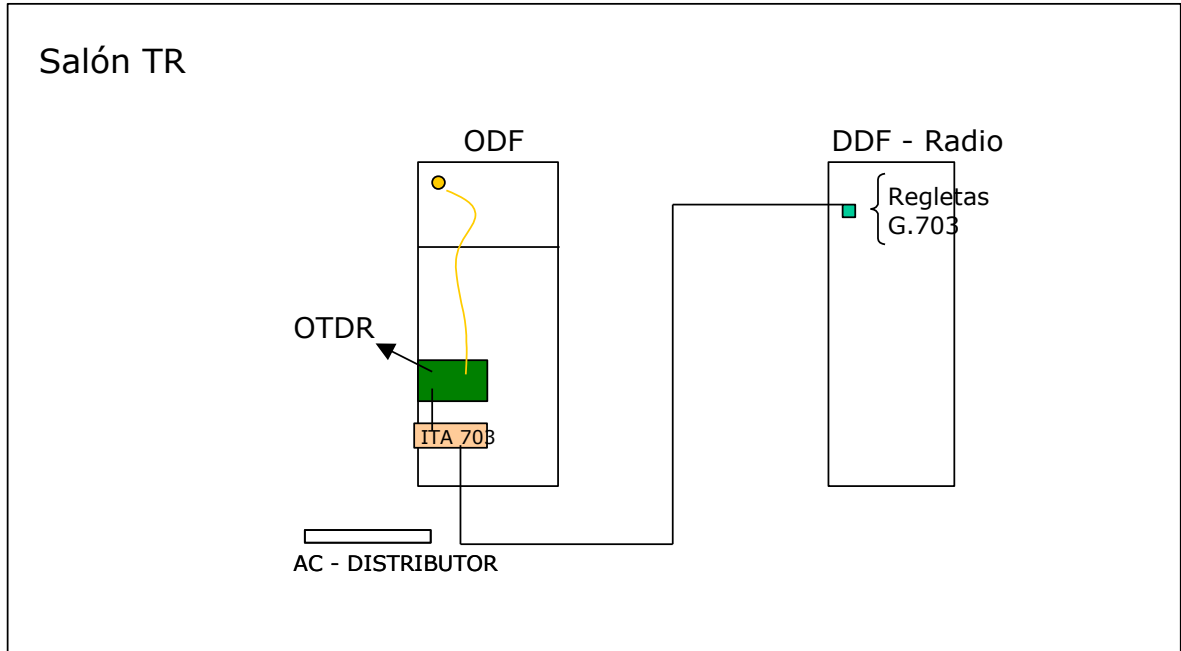 Salón TR
ODF
DDF - Radio
Regletas
G.703
OTDR
ITA 703
AC - DISTRIBUTOR